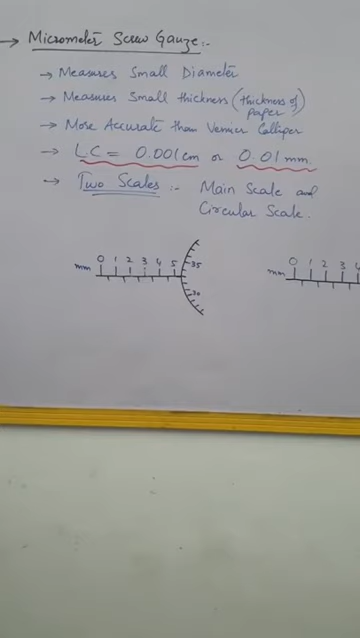 → Micrometer Screw Gauge:-
→ Measures Small Diameter
→ Measures Small thickness (thickness of paper)
→ More Accurate than Vernier Calliper
→ LC = 0.001 cm or 0.01 mm.
→ Two Scales:- Main Scale and
Circular Scale.
0 1 2 3 4 5
mm
35
30
0 1 2 3 4
mm